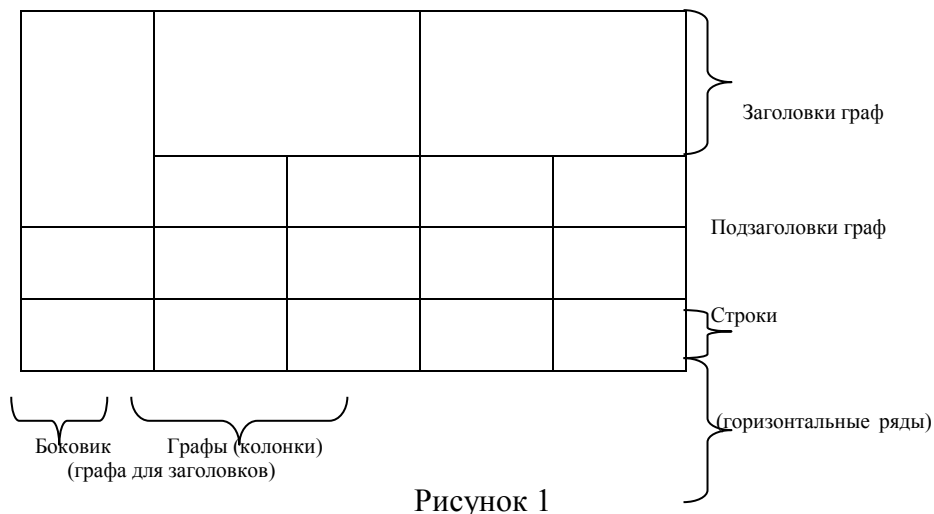 Заголовки граф
Подзаголовки граф
Строки
(горизонтальные ряды)
Боковик Графы (колонки)
(графа для заголовков)
Рисунок 1